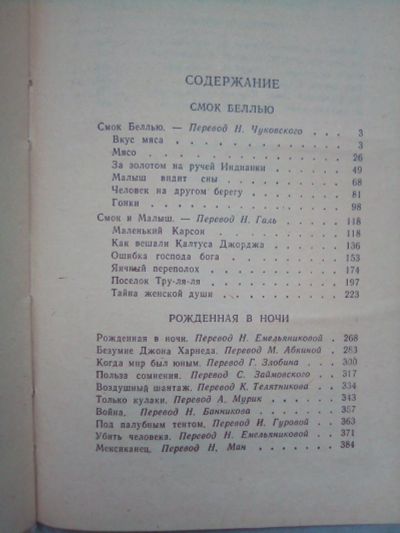 СОДЕРЖАНИЕ
СМОК БЕЛЛЬЮ
Смок Беллью. — Перевод Н. Чуковского . . . 3
Вкус мяса . . . . . . . . . . . . 3
Мясо . . . . . . . . . . . . . 26
За золотом на ручей Индианки . . . . 49
Малыш видит сны . . . . . . . . . 68
Человек на другом берегу . . . . . . 81
Гонки . . . . . . . . . . . . . 98
Смок и Малыш. — Перевод Н. Галь . . . . 118
Маленький Карсон . . . . . . . . 118
Как вешали Калтуса Джорджа . . . . 136
Ошибка господа бога . . . . . . . 153
Яичный переполох . . . . . . . . 174
Поселок Тру-ля-ля . . . . . . . . 197
Тайна женской души . . . . . . . 223
РОЖДЕННАЯ В НОЧИ
Рожденная в ночи. Перевод Н. Емельяниковой . 268
Безумие Джона Харнеда. Перевод М. Абкиной . 283
Когда мир был юным. Перевод Г. Злобина . . 300
Польза сомнения. Перевод С. Займовского . . 317
Воздушный шантаж. Перевод К. Телятникова . 334
Только кулаки. Перевод А. Мурик . . . . 343
Война. Перевод Н. Банникова . . . . . . 357
Под палубным тентом. Перевод И. Гуровой . . 363
Убить человека. Перевод Н. Емельяниковой . . 371
Мексиканец. Перевод Н. Ман . . . . . . 384